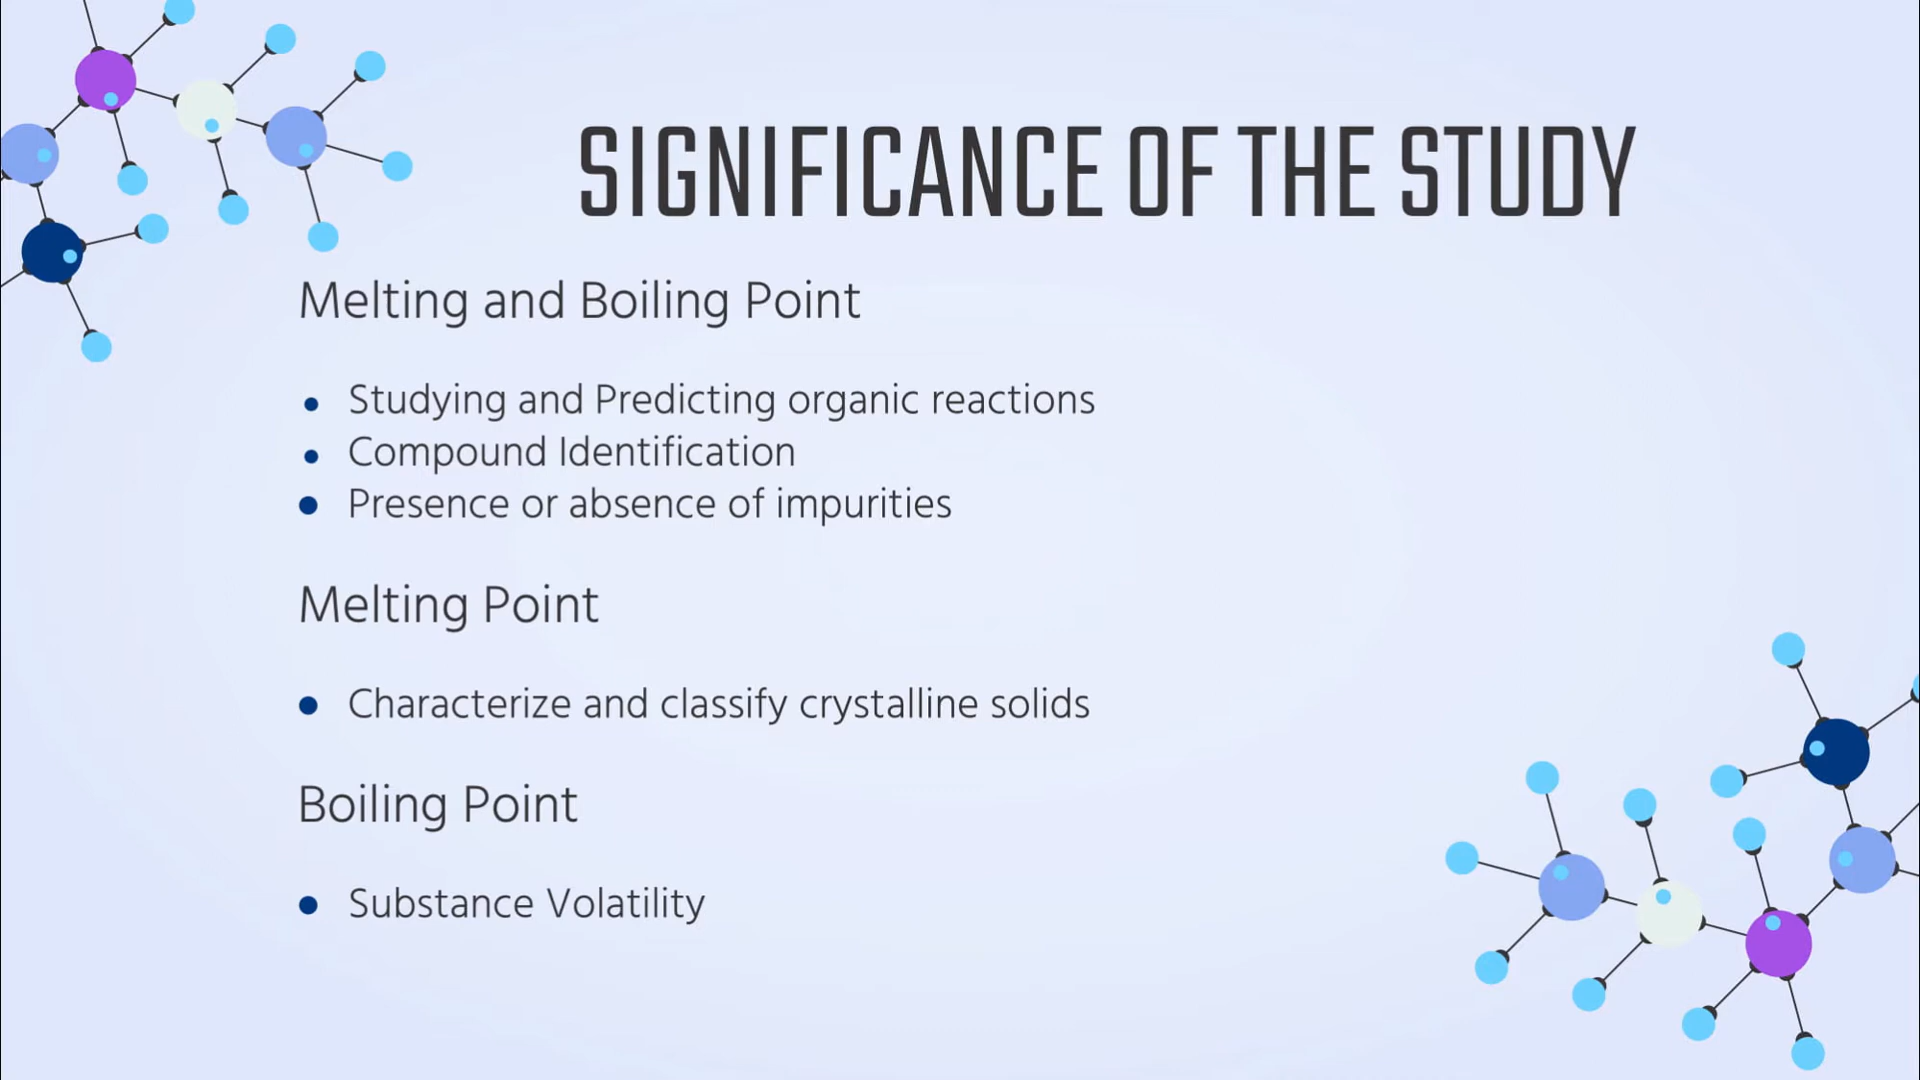 SIGNIFICANCE OF THE STUDY
Melting and Boiling Point
• Studying and Predicting organic reactions
• Compound Identification
• Presence or absence of impurities
Melting Point
• Characterize and classify crystalline solids
Boiling Point
• Substance Volatility